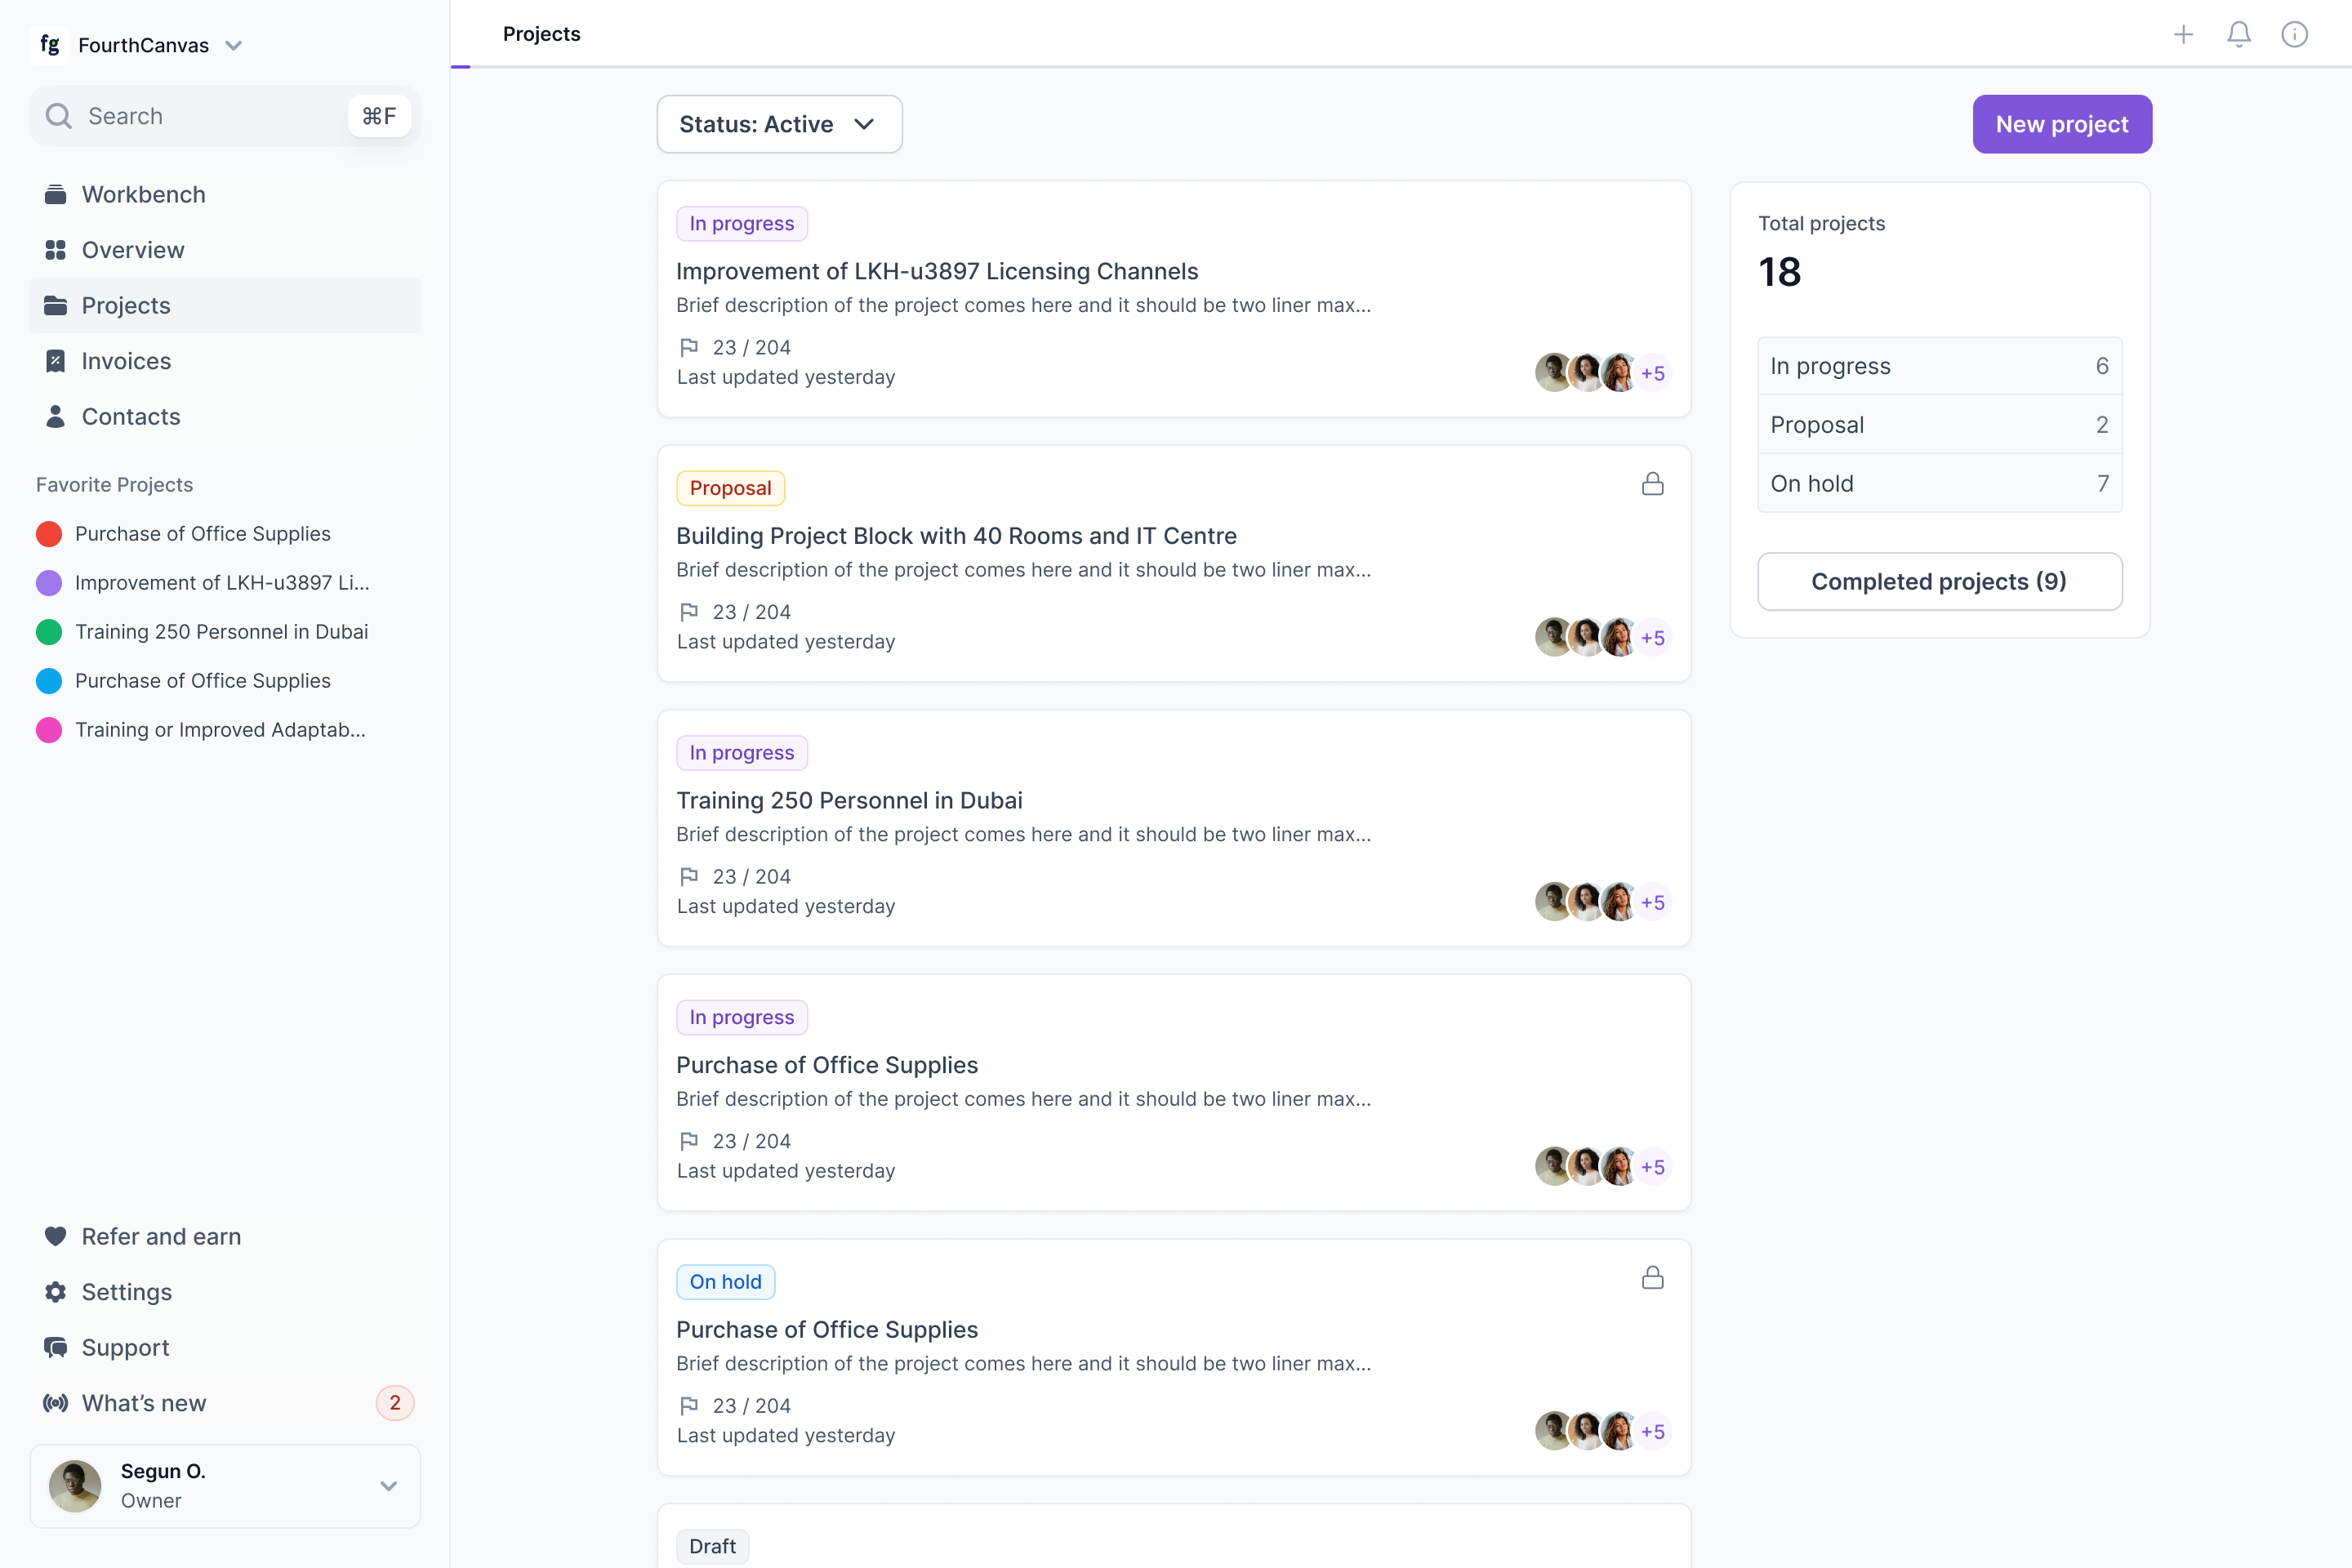 fg FourthCanvas
Search ⌘F
Workbench
Overview
Projects
Invoices
Contacts
Favorite Projects
Purchase of Office Supplies
Improvement of LKH-u3897 Li...
Training 250 Personnel in Dubai
Purchase of Office Supplies
Training or Improved Adaptab...
Refer and earn
Settings
Support
What’s new 2
Segun O.
Owner
Projects
Status: Active
New project
In progress
Improvement of LKH-u3897 Licensing Channels
Brief description of the project comes here and it should be two liner max...
23 / 204
Last updated yesterday
+5
Proposal
Building Project Block with 40 Rooms and IT Centre
Brief description of the project comes here and it should be two liner max...
23 / 204
Last updated yesterday
+5
In progress
Training 250 Personnel in Dubai
Brief description of the project comes here and it should be two liner max...
23 / 204
Last updated yesterday
+5
In progress
Purchase of Office Supplies
Brief description of the project comes here and it should be two liner max...
23 / 204
Last updated yesterday
+5
On hold
Purchase of Office Supplies
Brief description of the project comes here and it should be two liner max...
23 / 204
Last updated yesterday
+5
Draft
Total projects
18
In progress 6
Proposal 2
On hold 7
Completed projects (9)